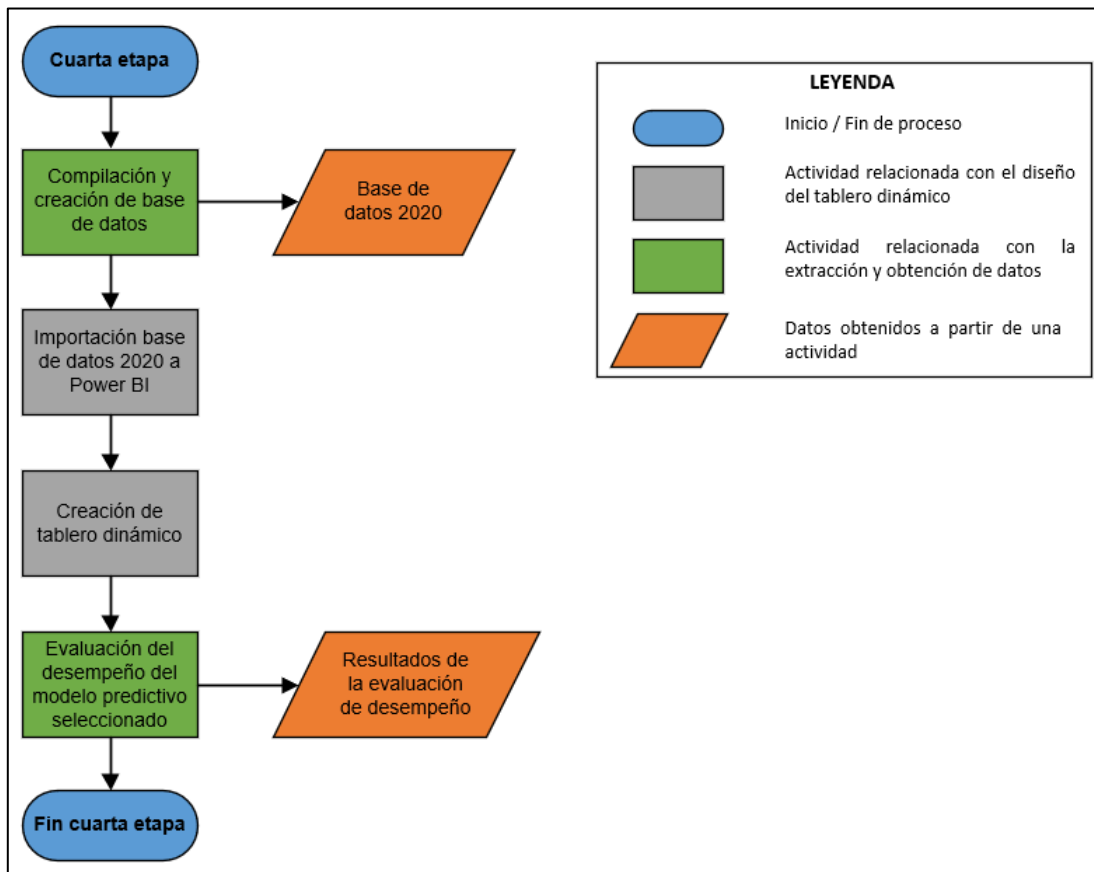 Cuarta etapa
Compilación y
creación de base
de datos
Base de
datos 2020
Importación base
de datos 2020 a
Power BI
Creación de
tablero dinámico
Evaluación del
desempeño del
modelo predictivo
seleccionado
Resultados de
la evaluación
de desempeño
Fin cuarta etapa
LEYENDA
Inicio / Fin de proceso
Actividad relacionada con el diseño
del tablero dinámico
Actividad relacionada con la
extracción y obtención de datos
Datos obtenidos a partir de una
actividad